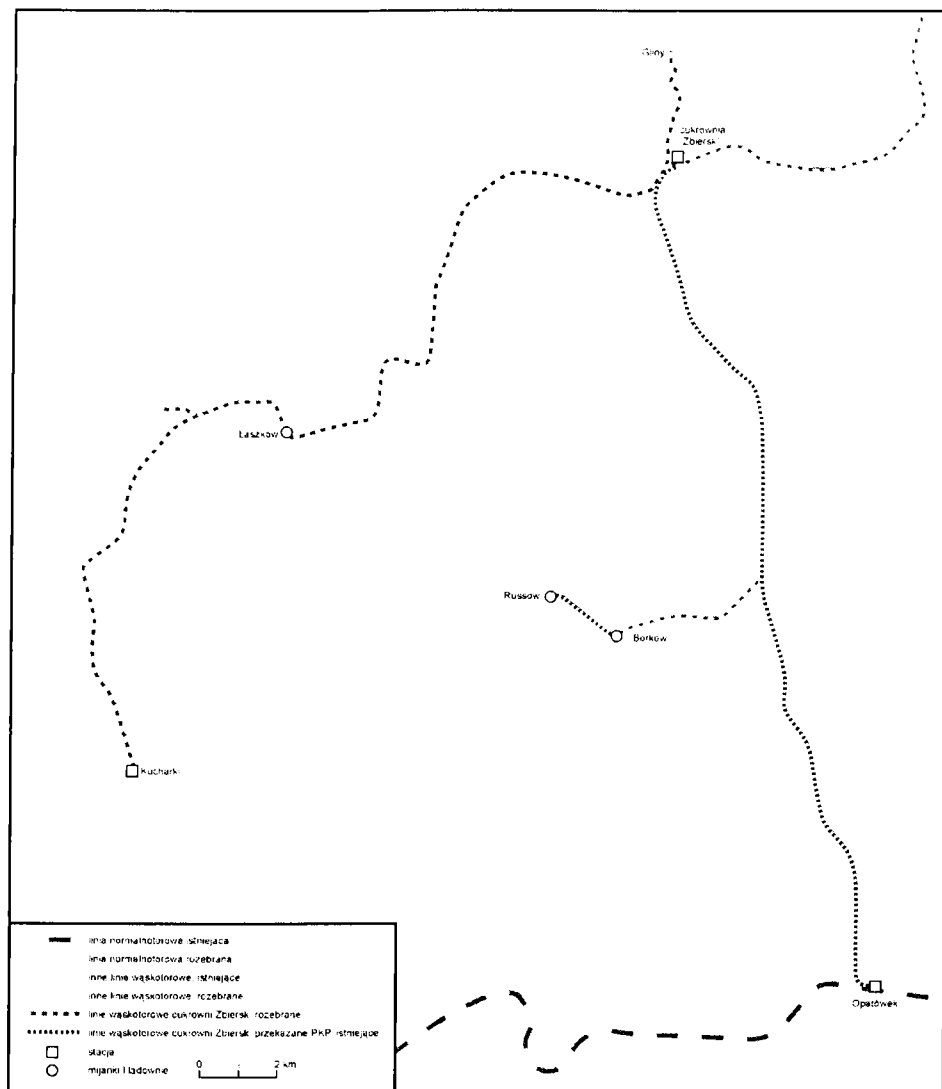 Gliny
cukrownia
Zbiersk
Łaszków
Russow
Borków
Kucharki
Opatówek
linia normalnotorowa istniejąca
linia normalnotorowa rozebrana
inne linie wąskotorowe istniejące
inne linie wąskotorowe rozebrane
linie wąskotorowe cukrowni Zbiersk rozebrane
linie wąskotorowe cukrowni Zbiersk przekazane PKP istniejące
stacja
mijanki i ładownie
0 2 km